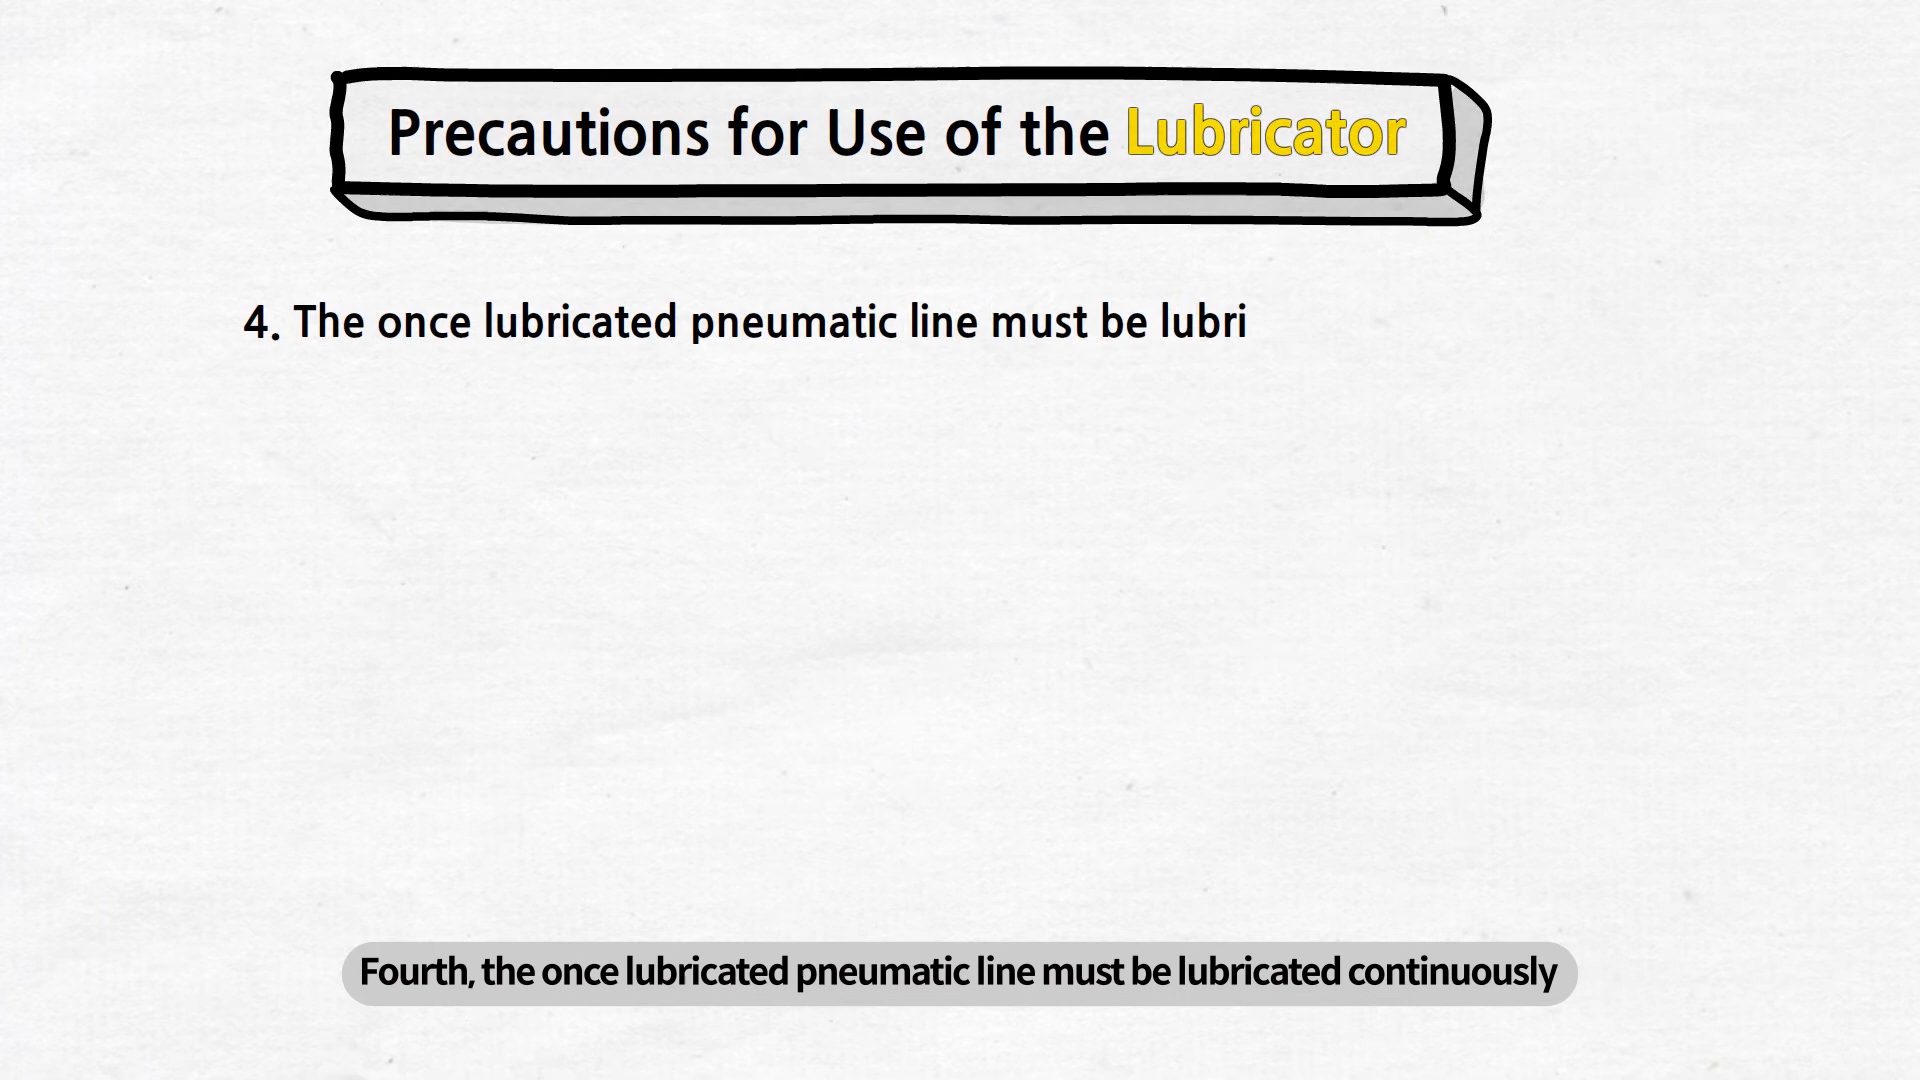 Precautions for Use of the Lubricator
4. The once lubricated pneumatic line must be lubri
Fourth, the once lubricated pneumatic line must be lubricated continuously